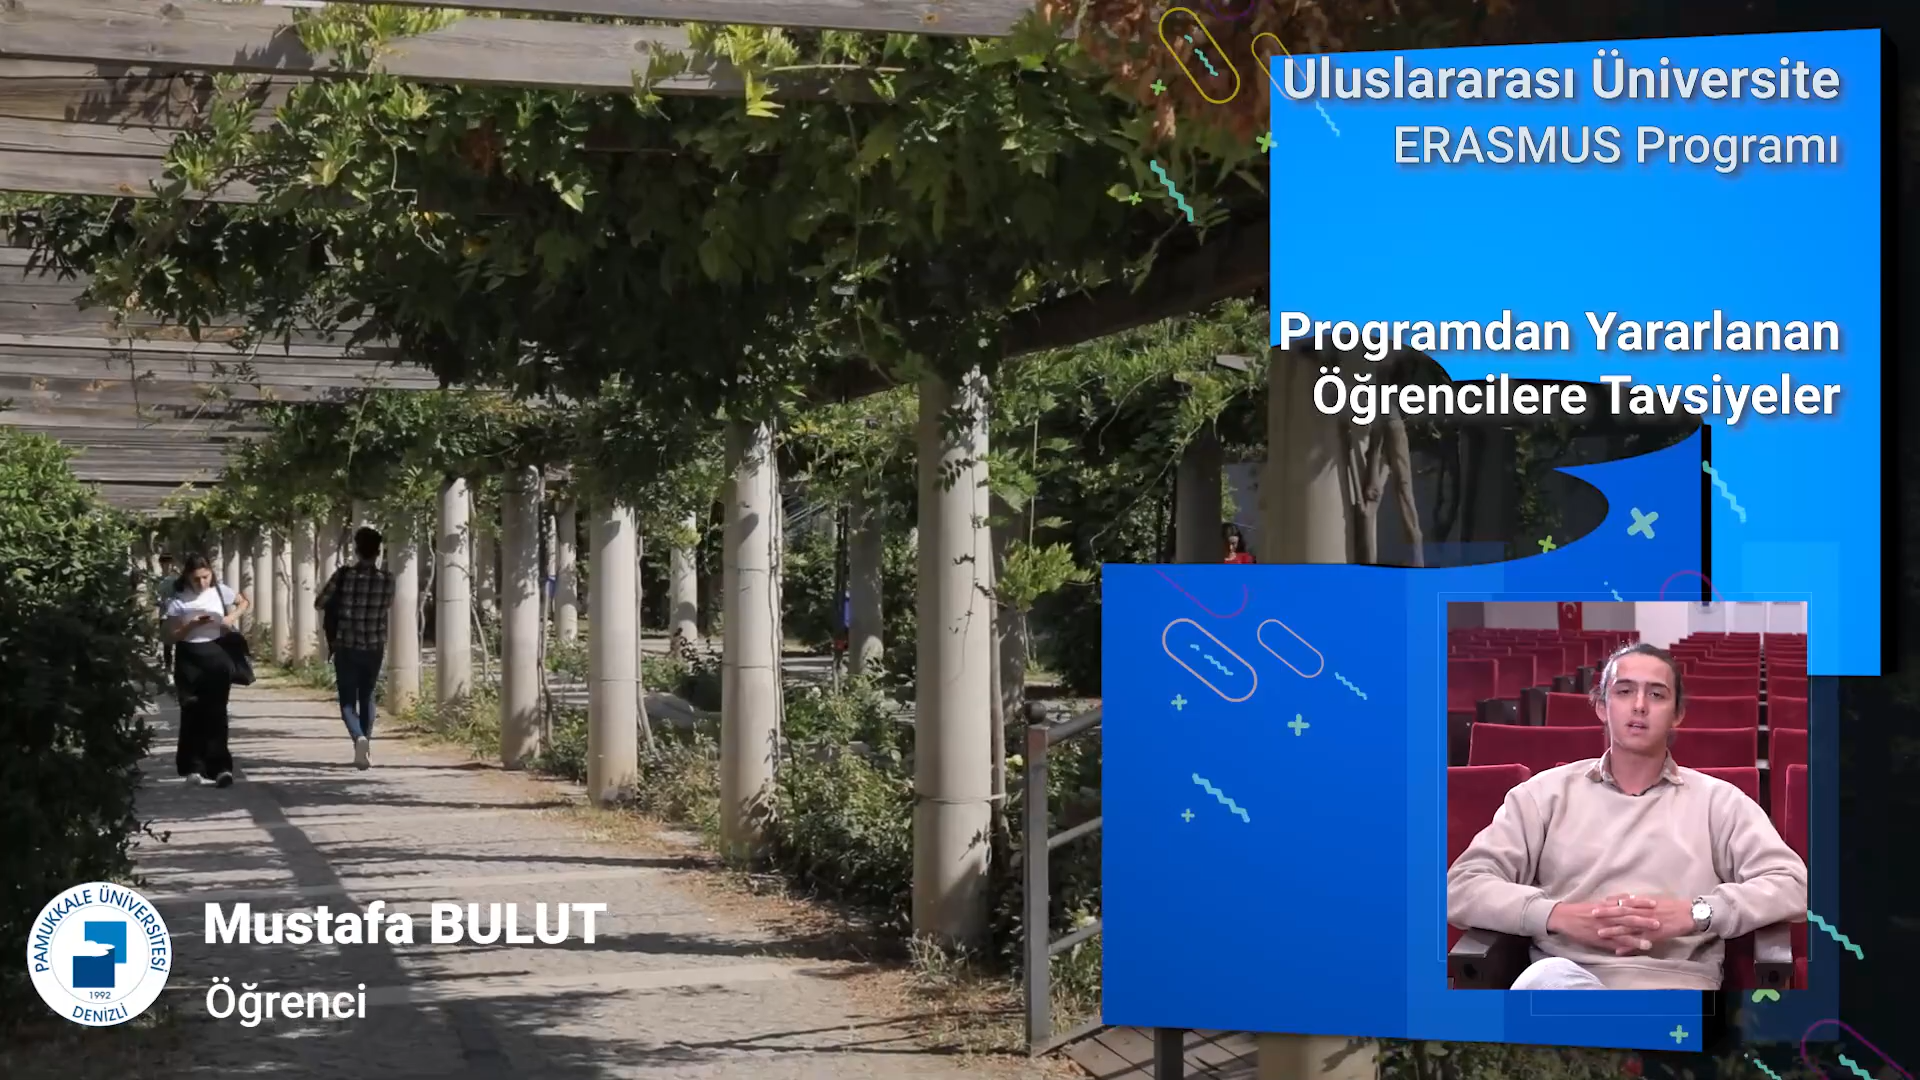 Uluslararası Üniversite
ERASMUS Programı
Programdan Yararlanan
Öğrencilere Tavsiyeler
Mustafa BULUT
Öğrenci
PAMUKKALE ÜNİVERSİTESİ
1992
DENİZLİ